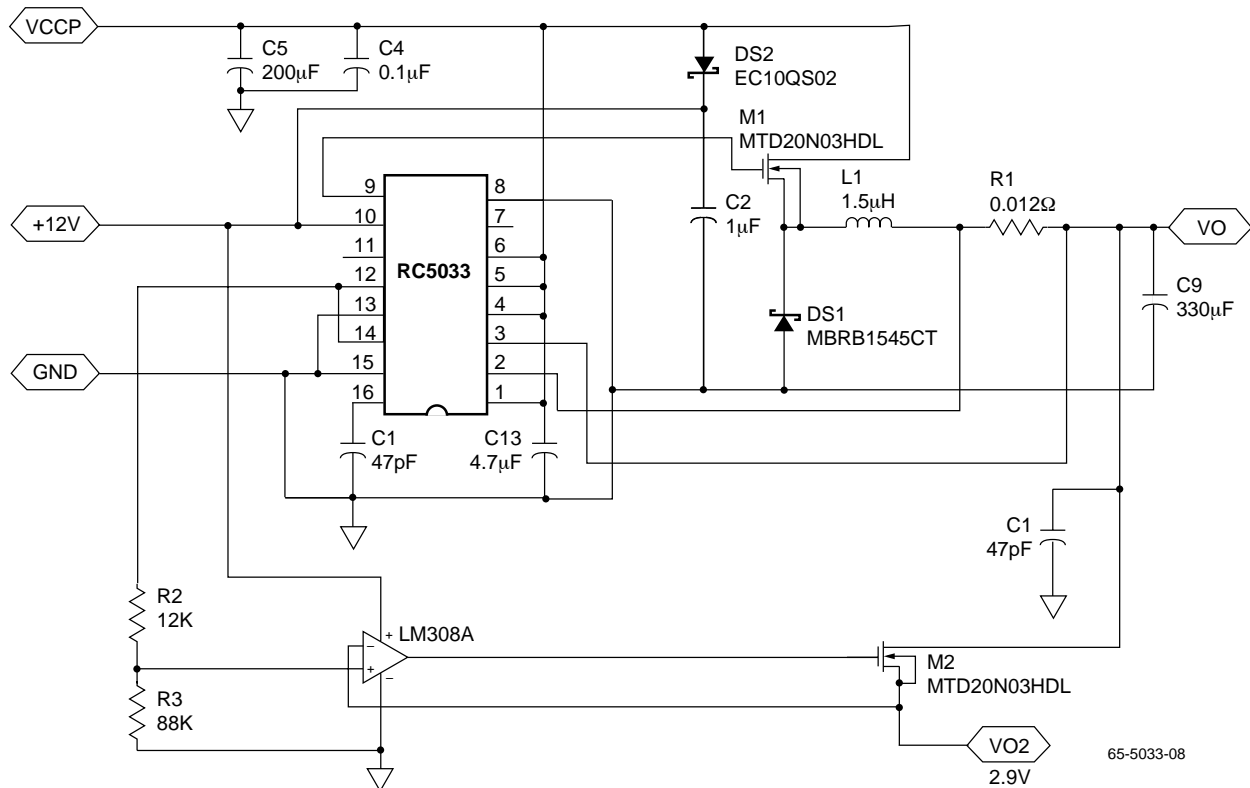 VCCP
C5
200µF
C4
0.1µF
DS2
EC10QS02
M1
MTD20N03HDL
L1
1.5µH
R1
0.012Ω
C2
1µF
+12V
VO
9
10
11
12
13
14
15
16
RC5033
8
7
6
5
4
3
2
1
C9
330µF
DS1
MBRB1545CT
GND
C1
47pF
C13
4.7µF
C1
47pF
R2
12K
+
LM308A
–
+
–
M2
MTD20N03HDL
R3
88K
VO2
2.9V
65-5033-08